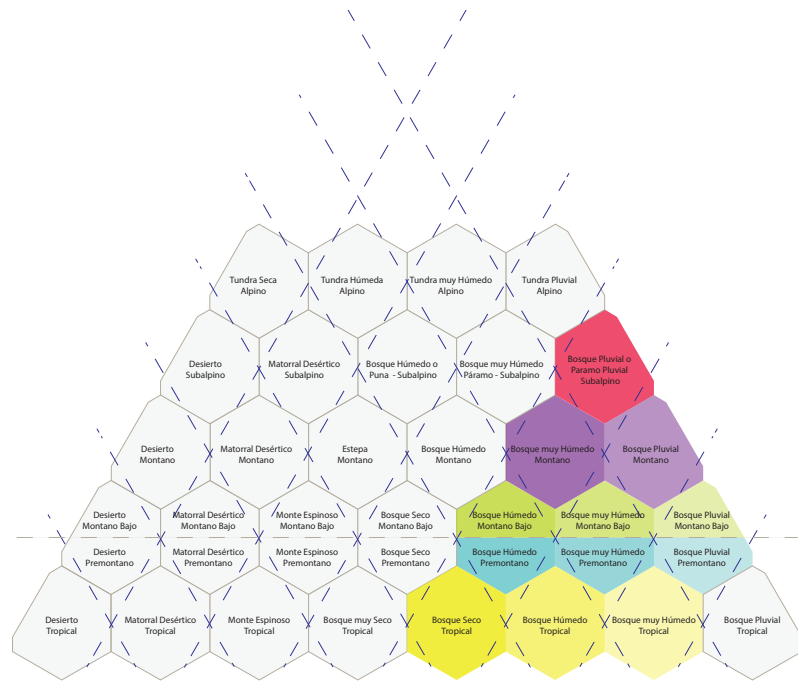 Tundra Seca
Alpino
Tundra Húmeda
Alpino
Tundra muy Húmedo
Alpino
Tundra Pluvial
Alpino
Desierto
Subalpino
Matorral Desértico
Subalpino
Bosque Húmedo o
Puna - Subalpino
Bosque muy Húmedo
Páramo - Subalpino
Bosque Pluvial o
Paramo Pluvial
Subalpino
Desierto
Montano
Matorral Desértico
Montano
Estepa
Montano
Bosque Húmedo
Montano
Bosque muy Húmedo
Montano
Bosque Pluvial
Montano
Desierto
Montano Bajo
Matorral Desértico
Montano Bajo
Monte Espinoso
Montano Bajo
Bosque Seco
Montano Bajo
Bosque Húmedo
Montano Bajo
Bosque muy Húmedo
Montano Bajo
Bosque Pluvial
Montano Bajo
Desierto
Premontano
Matorral Desértico
Premontano
Monte Espinoso
Premontano
Bosque Seco
Premontano
Bosque Húmedo
Premontano
Bosque muy Húmedo
Premontano
Bosque Pluvial
Premontano
Desierto
Tropical
Matorral Desértico
Tropical
Monte Espinoso
Tropical
Bosque muy Seco
Tropical
Bosque Seco
Tropical
Bosque Húmedo
Tropical
Bosque muy Húmedo
Tropical
Bosque Pluvial
Tropical